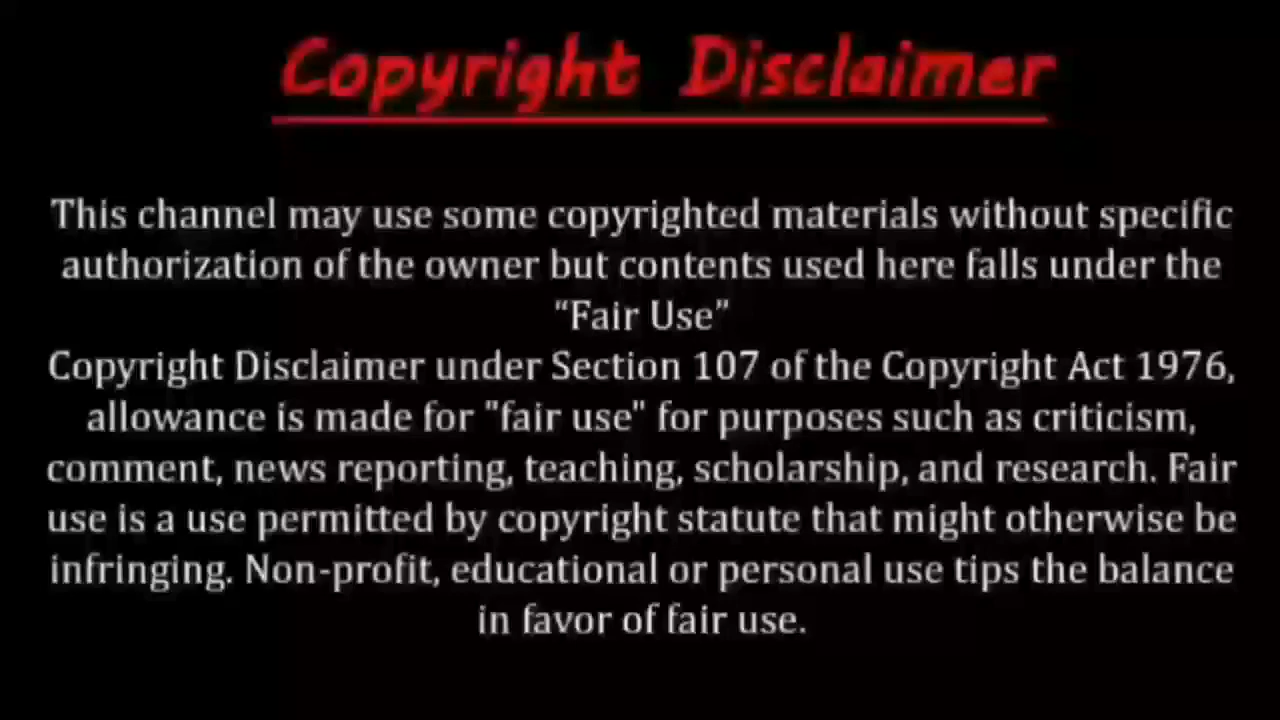 Copyright Disclaimer
This channel may use some copyrighted materials without specific
authorization of the owner but contents used here falls under the
“Fair Use”
Copyright Disclaimer under Section 107 of the Copyright Act 1976,
allowance is made for "fair use" for purposes such as criticism,
comment, news reporting, teaching, scholarship, and research. Fair
use is a use permitted by copyright statute that might otherwise be
infringing. Non-profit, educational or personal use tips the balance
in favor of fair use.